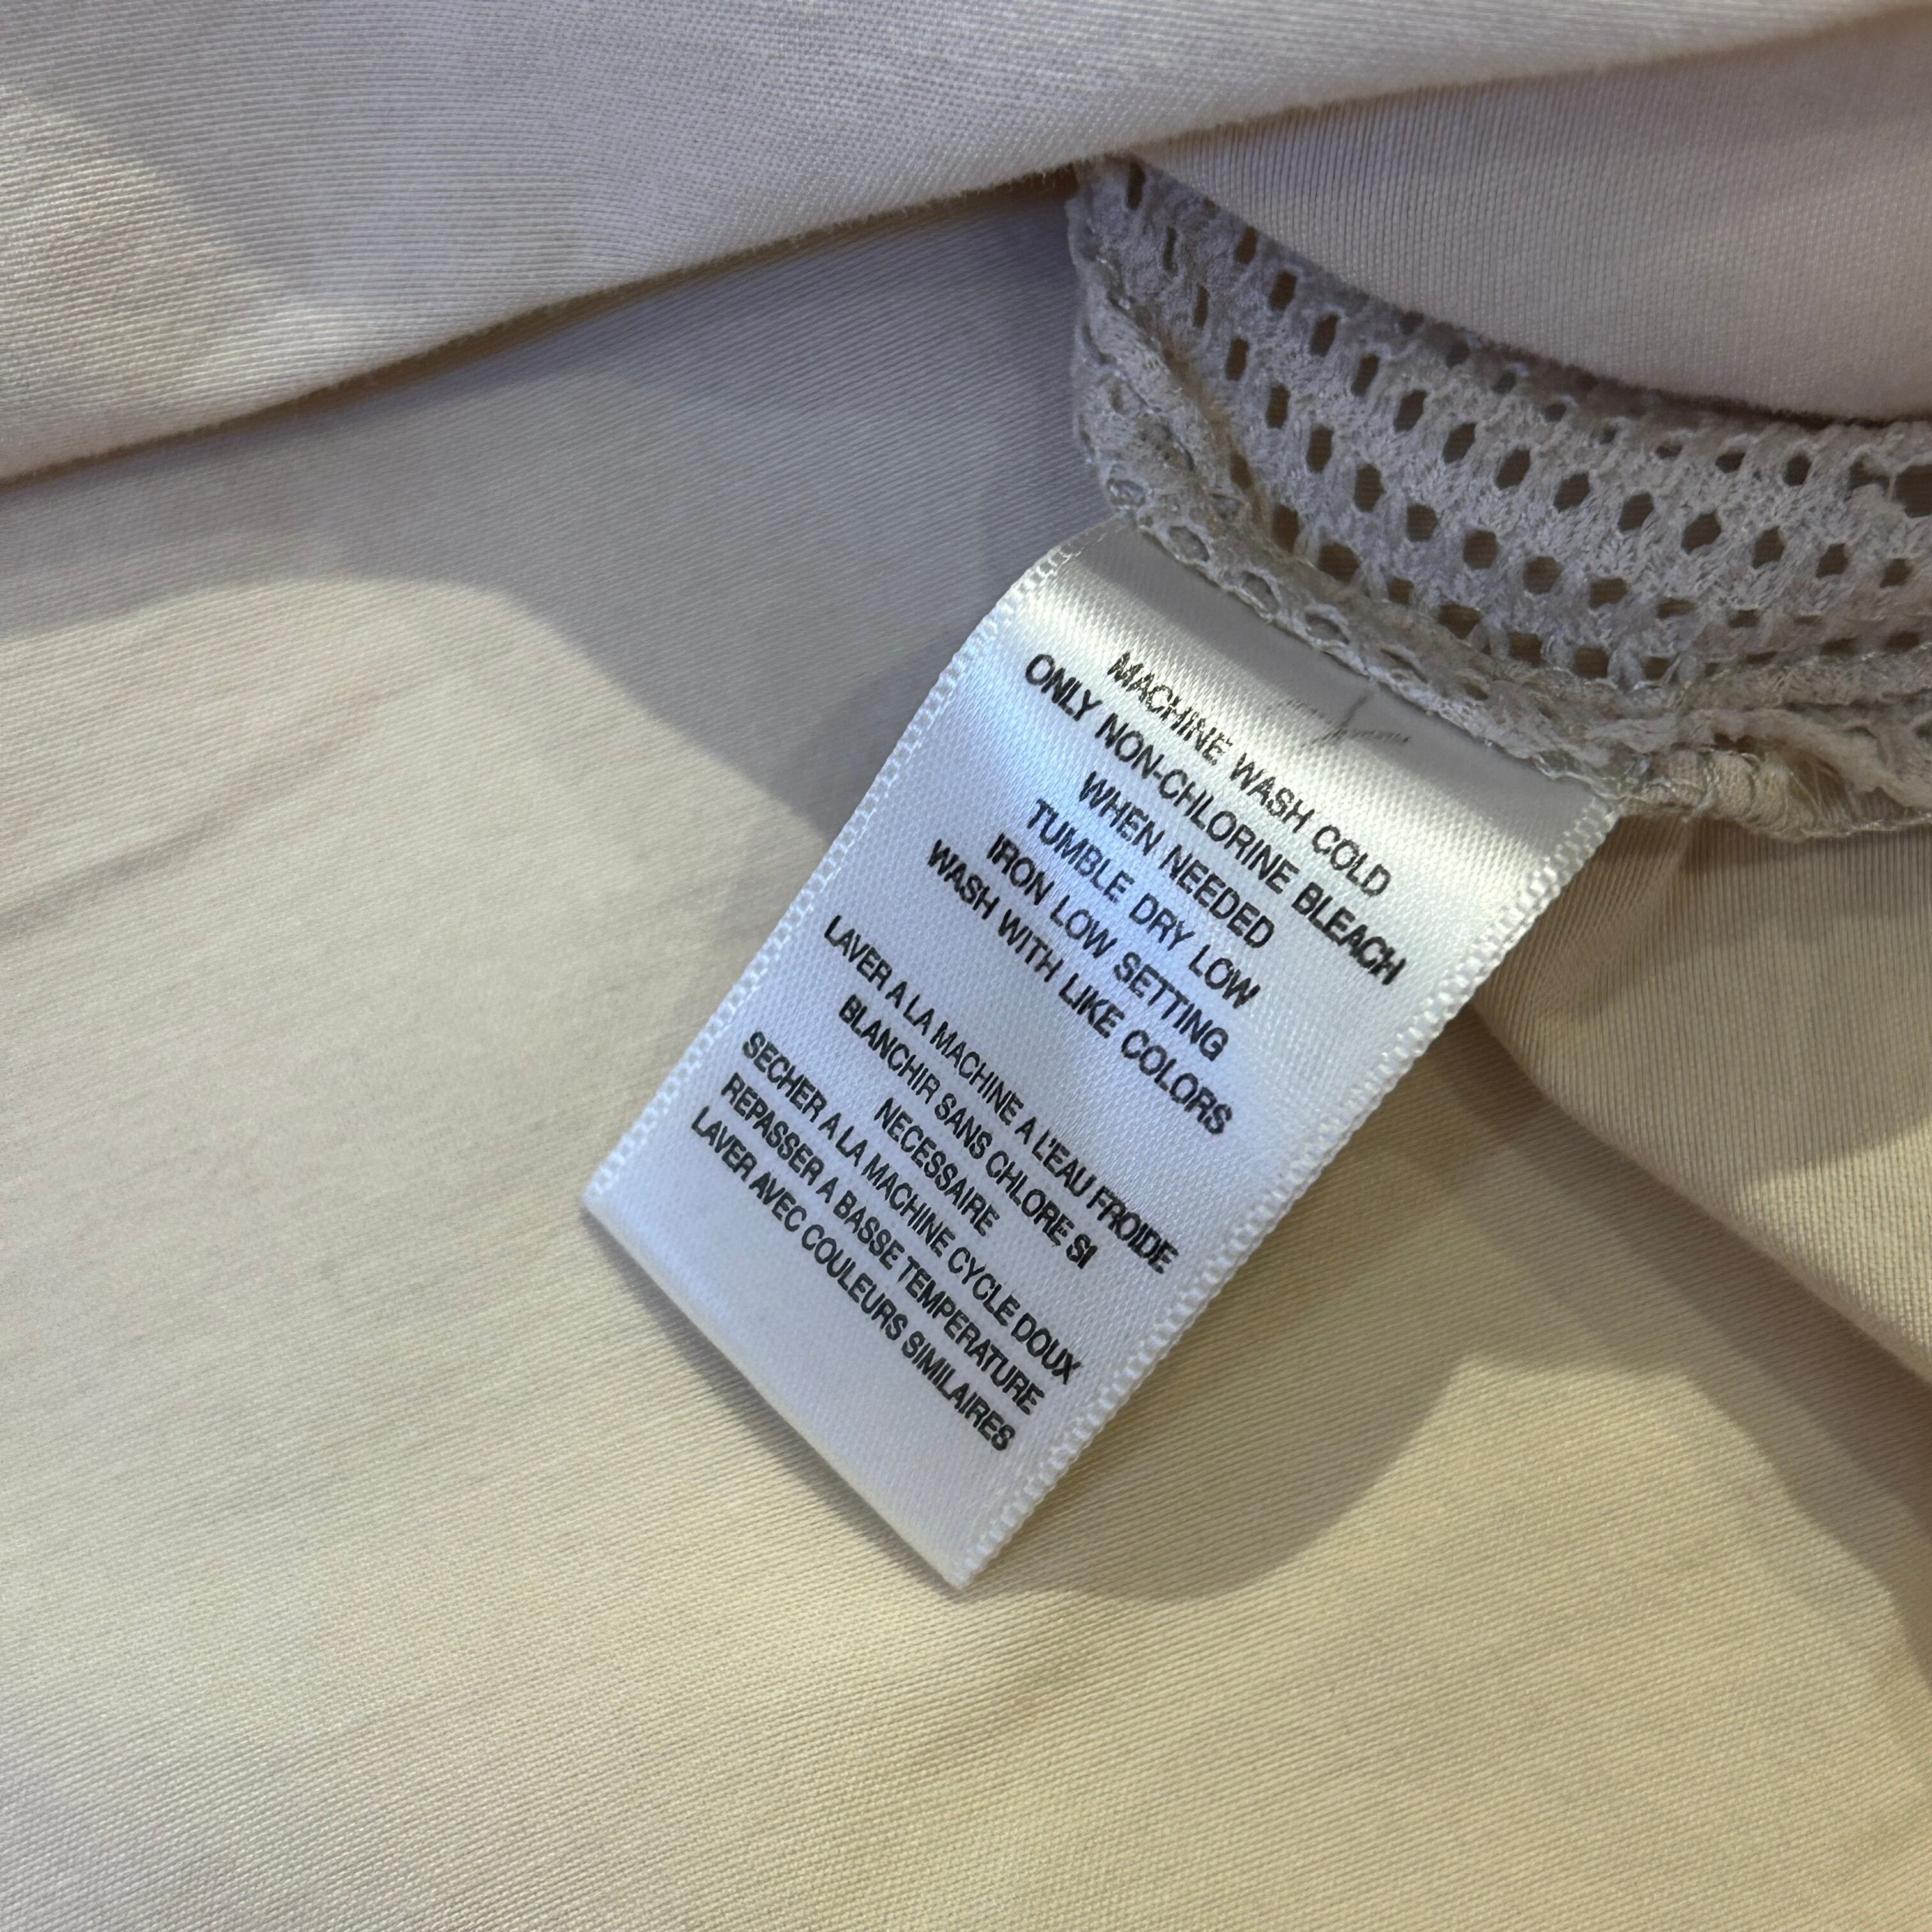 MACHINE WASH COLD
ONLY NON-CHLORINE BLEACH
WHEN NEEDED
TUMBLE DRY LOW
IRON LOW SETTING
WASH WITH LIKE COLORS
LAVER A LA MACHINE A L'EAU FROIDE
BLANCHIR SANS CHLORE SI
NECESSAIRE
SECHER A LA MACHINE CYCLE DOUX
REPASSER A BASSE TEMPERATURE
LAVER AVEC COULEURS SIMILAIRES